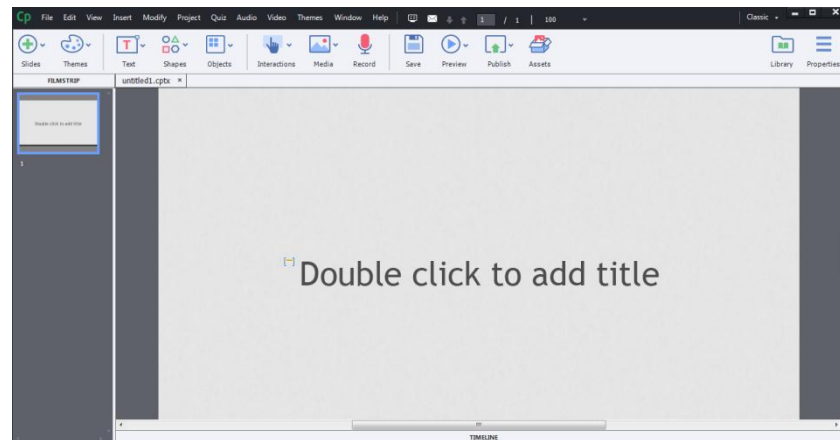 Cp File Edit View Insert Modify Project Quiz Audio Video Themes Window Help 1 / 1 100 Classic
Slides Themes Text Shapes Objects Interactions Media Record Save Preview Publish Assets Library Properties
FILMSTRIP untitled1.cptx ×
Double click to add title
1
Double click to add title
TIMELINE